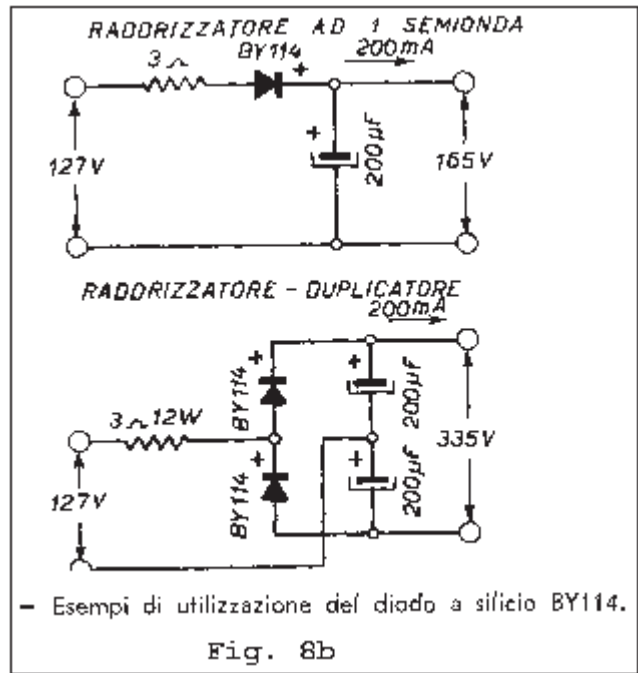 RADDRIZZATORE AD 1 SEMIONDA
3 Ω BY114 + 200mA
127V + 200µF 165V
RADDRIZZATORE - DUPLICATORE
200mA
BY114 + + 200µF
3 Ω 12W
127V BY114 + + 200µF 335V
- Esempi di utilizzazione del diodo a silicio BY114.
Fig. 8b